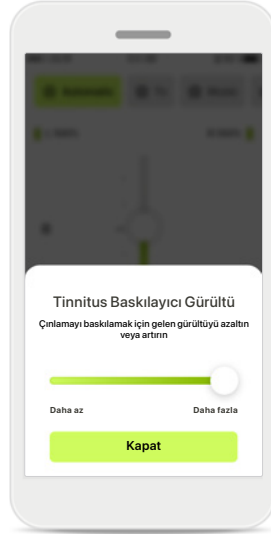 Tinnitus Baskılayıcı Gürültü
Çınlamayı baskılamak için gelen gürültüyü azaltın
veya artırın
Daha az
Daha fazla
Kapat